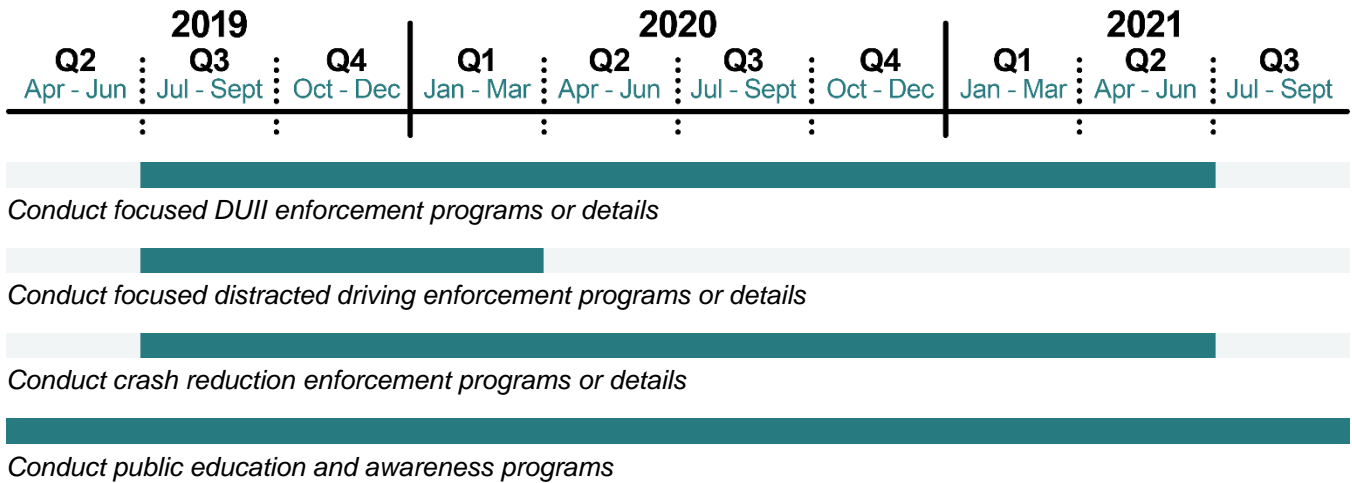 2019 2020 2021
Q2 Q3 Q4 Q1 Q2 Q3 Q4 Q1 Q2 Q3
Apr - Jun Jul - Sept Oct - Dec Jan - Mar Apr - Jun Jul - Sept Oct - Dec Jan - Mar Apr - Jun Jul - Sept
Conduct focused DUII enforcement programs or details
Conduct focused distracted driving enforcement programs or details
Conduct crash reduction enforcement programs or details
Conduct public education and awareness programs